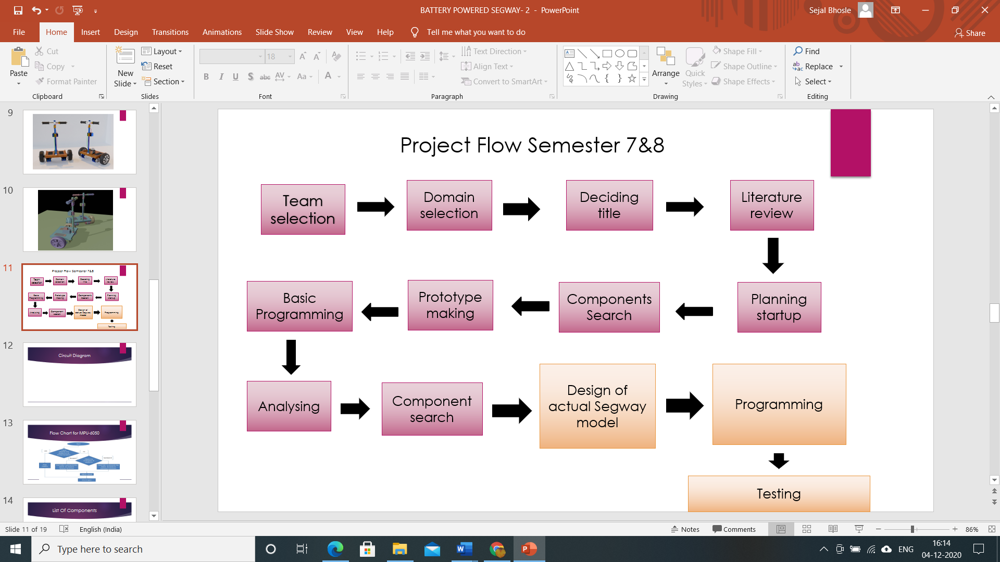 BATTERY POWERED SEGWAY- 2 - PowerPoint
Sejal Bhosle
File
Home
Insert
Design
Transitions
Animations
Slide Show
Review
View
Help
Tell me what you want to do
Share
Paste
Cut
Copy
Format Painter
Clipboard
New
Slide
Layout
Reset
Section
Slides
18
B I U S abc AV Aa A
Font
Text Direction
Align Text
Convert to SmartArt
Paragraph
Arrange
Quick
Styles
Shape Fill
Shape Outline
Shape Effects
Drawing
Find
Replace
Select
Editing
9
10
11
Project Flow Semester 7&8
12
Circuit Diagram
13
Flow Chart for MPU-6050
14
List Of Components
Project Flow Semester 7&8
Team
selection
Domain
selection
Deciding
title
Literature
review
Basic
Programming
Prototype
making
Components
Search
Planning
startup
Analysing
Component
search
Design of
actual Segway
model
Programming
Testing
Slide 11 of 19
English (India)
Notes
Comments
86%
Type here to search
ENG
16:14
04-12-2020